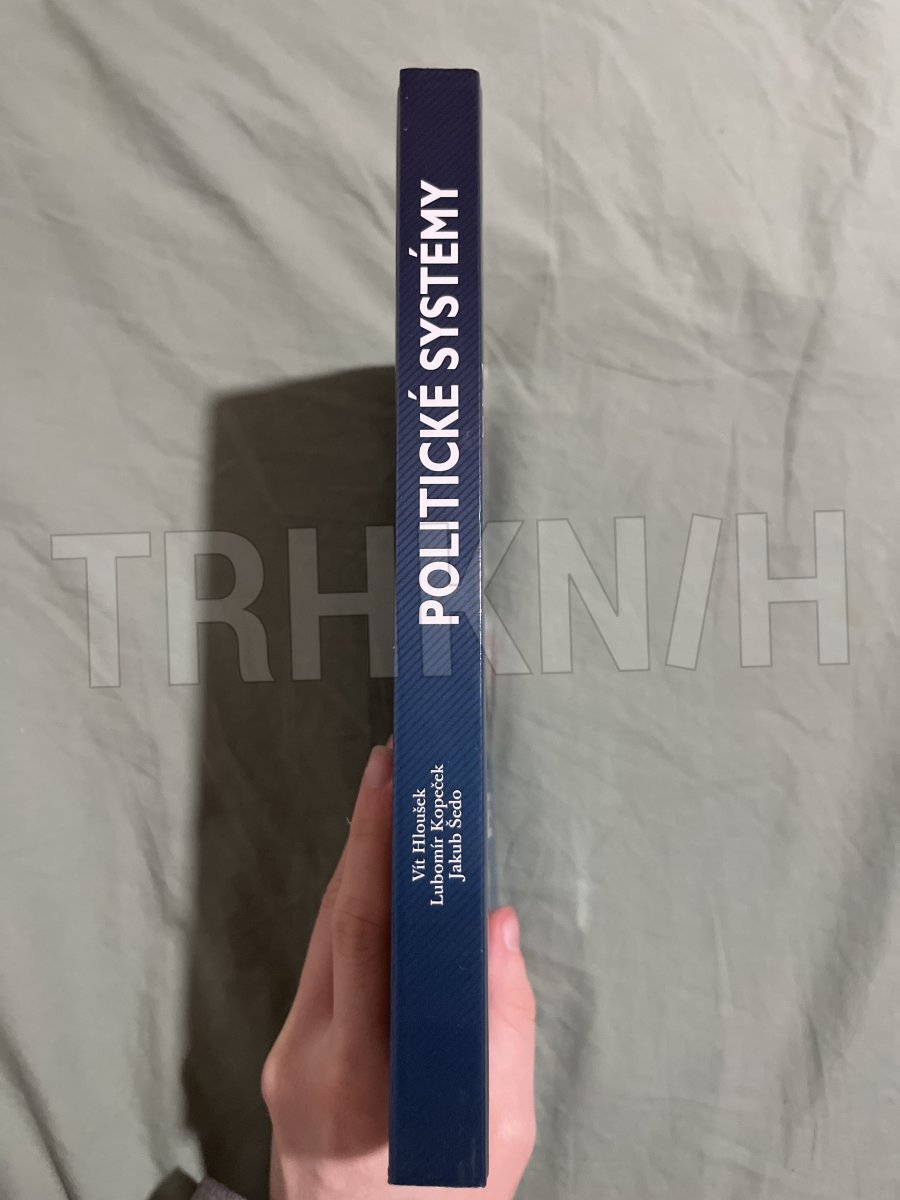 POLITICKÉ SYSTÉMY
Vít Hloušek
Lubomír Kopeček
Jakub Šedo
TRHKNIH